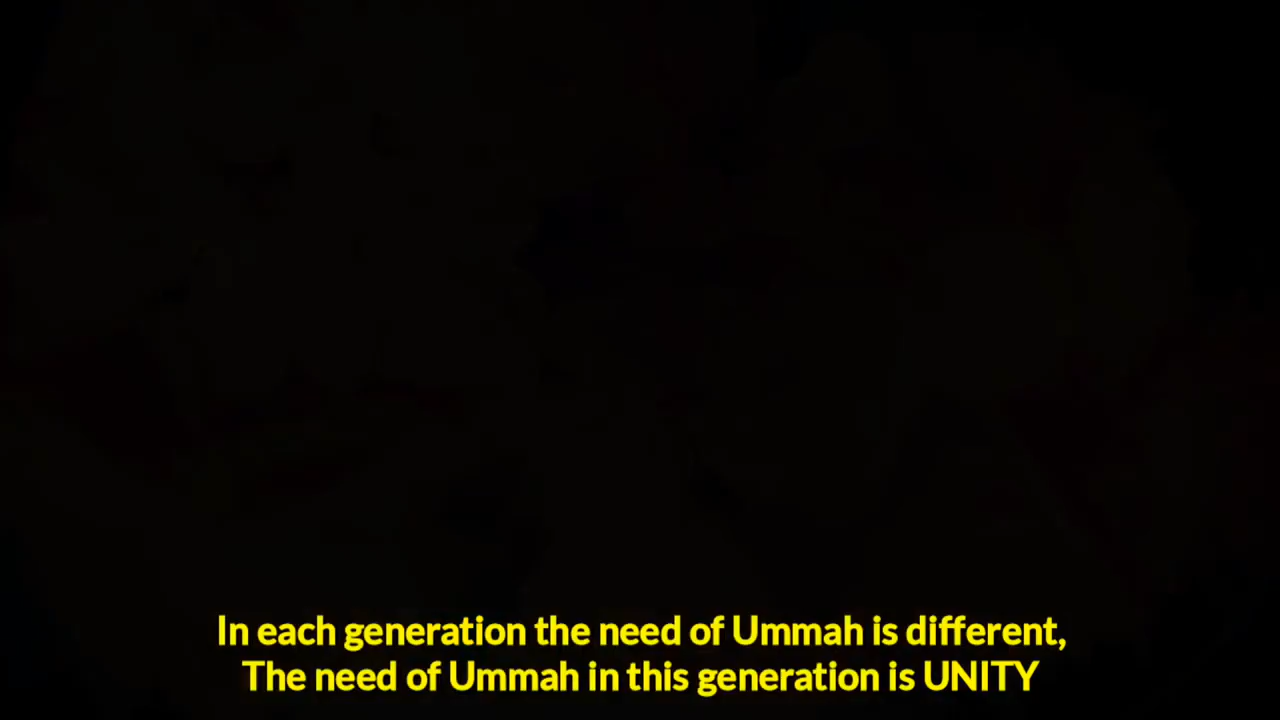 In each generation the need of Ummah is different,
The need of Ummah in this generation is UNITY